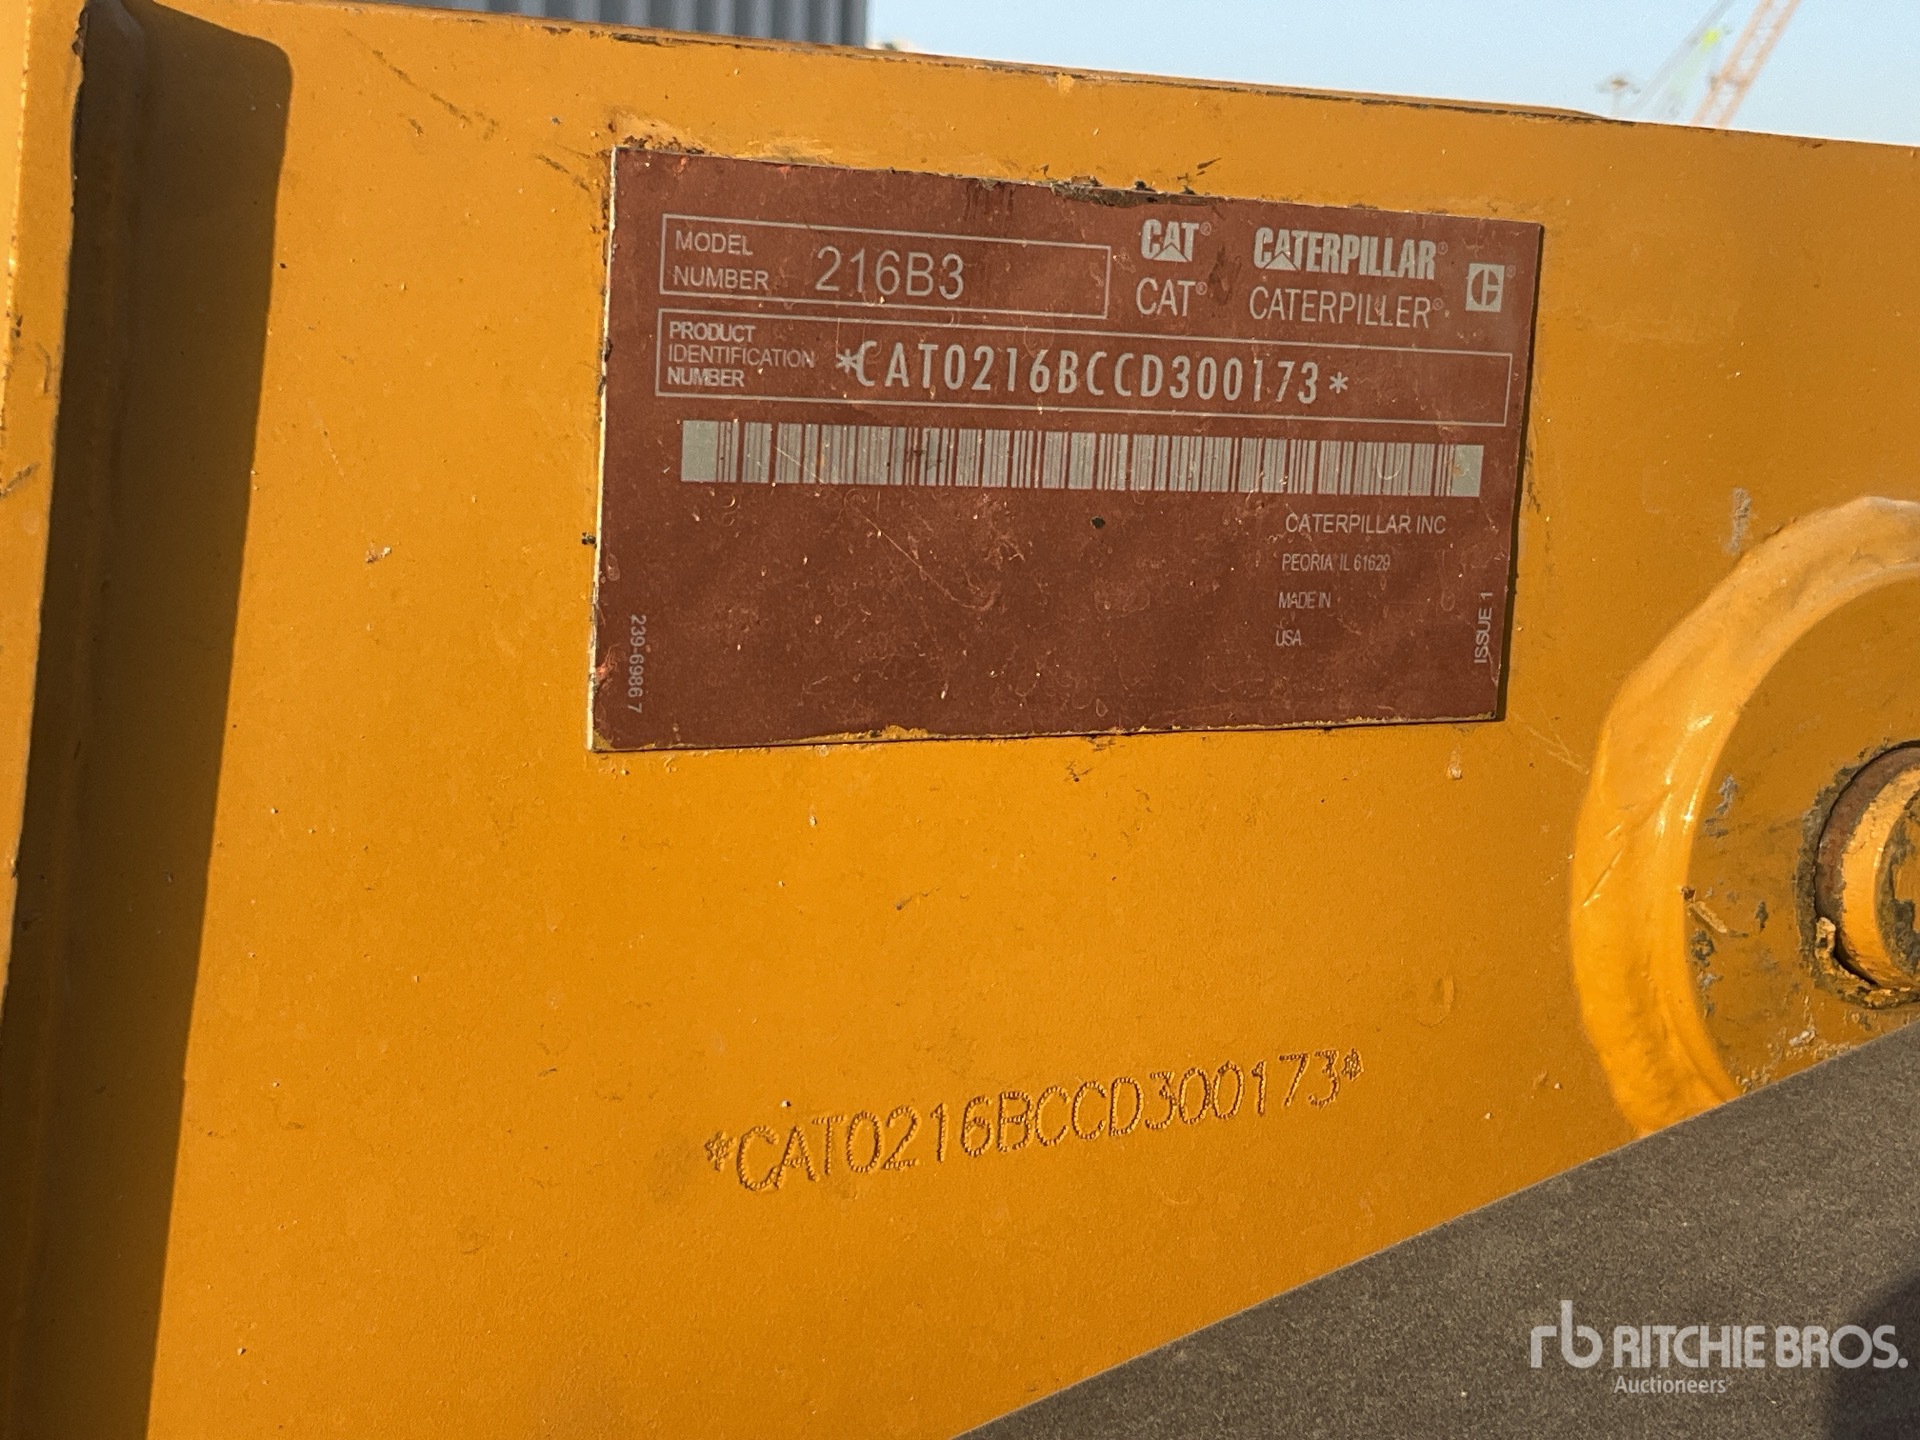 MODEL NUMBER 216B3
CAT® CATERPILLAR®
CAT® CATERPILLER®
PRODUCT IDENTIFICATION NUMBER *CAT0216BCCD300173*
CATERPILLAR INC
PEORIA IL 61629
MADE IN
USA
239-6986 7
ISSUE 1
*CAT0216BCCD300173*
rb RITCHIE BROS.
Auctioneers